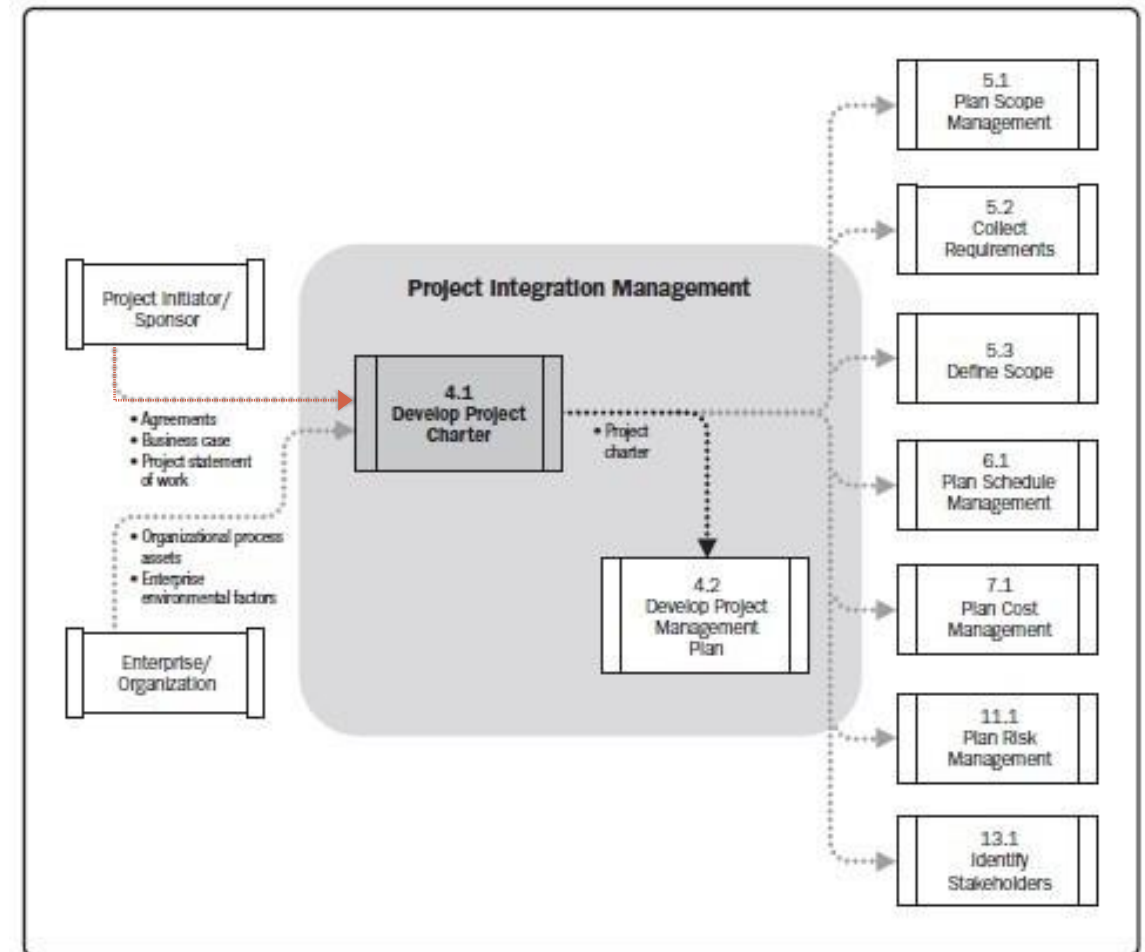 Project Integration Management
Project Initiator/
Sponsor
• Agreements
• Business case
• Project statement
of work
• Organizational process
assets
• Enterprise
environmental factors
Enterprise/
Organization
4.1
Develop Project
Charter
• Project
charter
4.2
Develop Project
Management
Plan
5.1
Plan Scope
Management
5.2
Collect
Requirements
5.3
Define Scope
6.1
Plan Schedule
Management
7.1
Plan Cost
Management
11.1
Plan Risk
Management
13.1
Identify
Stakeholders